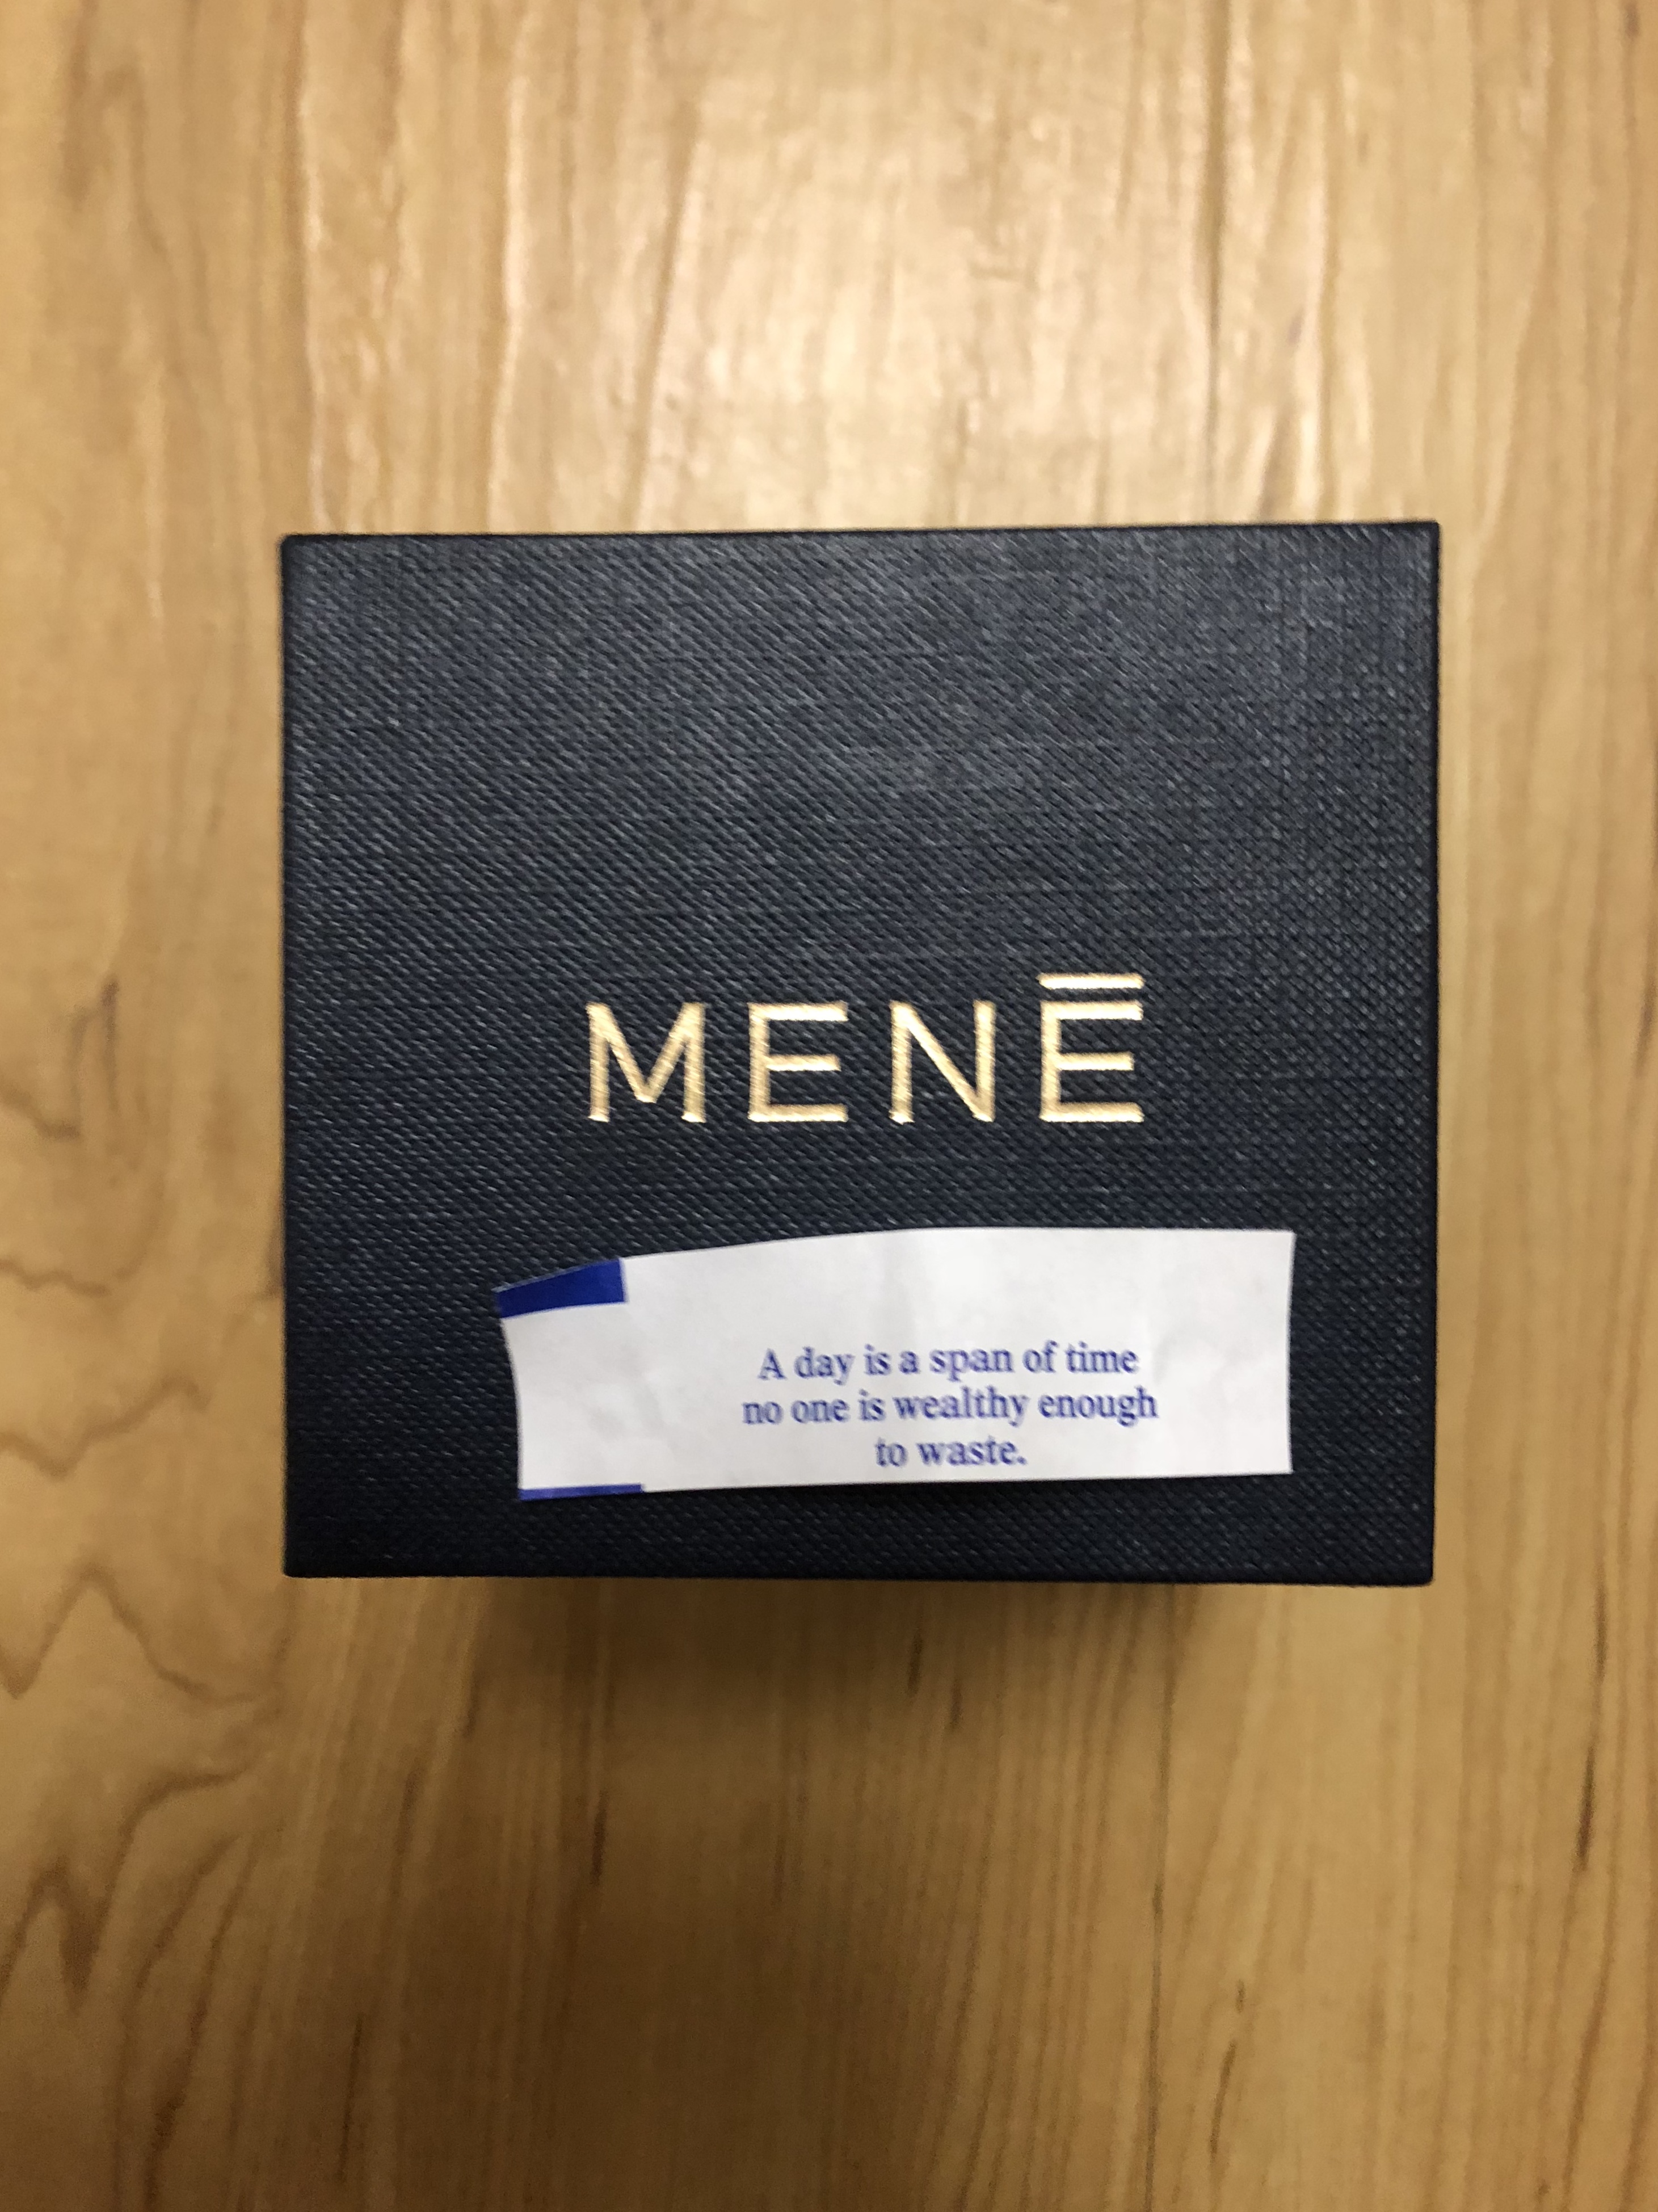 MENĒ
A day is a span of time
no one is wealthy enough
to waste.